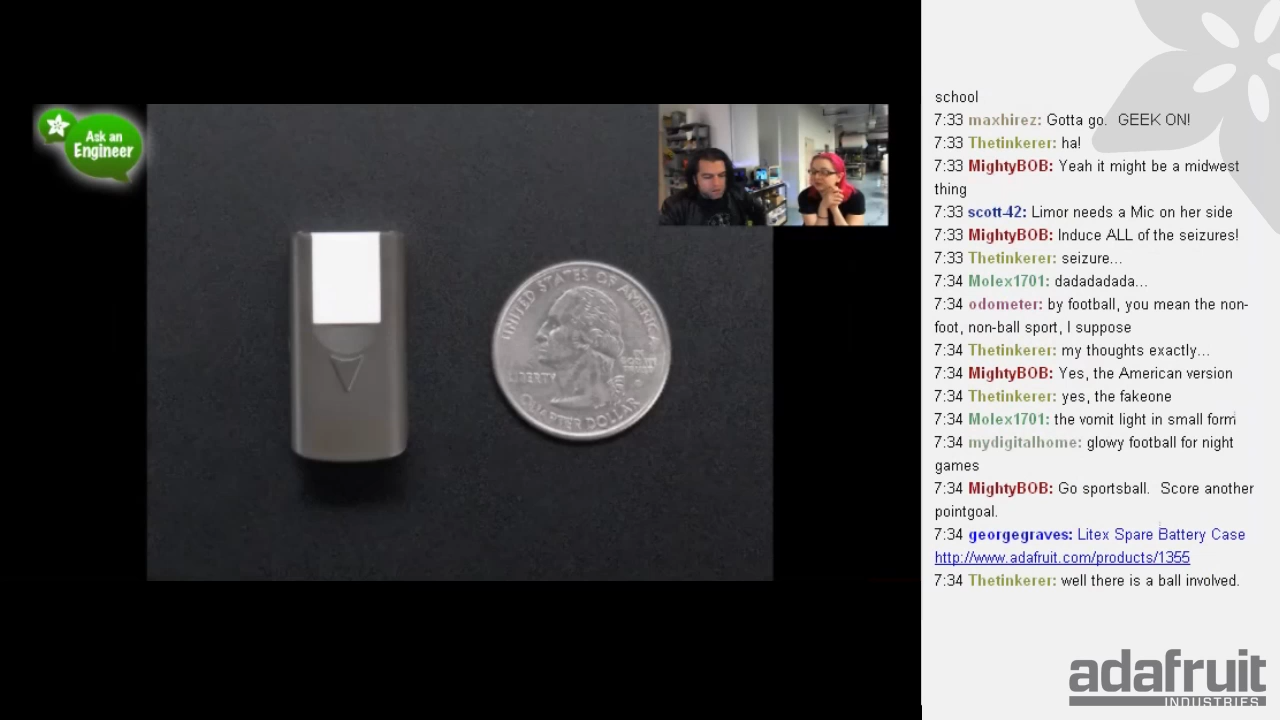 Ask an
Engineer
UNITED STATES OF AMERICA
LIBERTY
QUARTER DOLLAR
school
7:33 maxhirez: Gotta go. GEEK ON!
7:33 Thetinkerer: ha!
7:33 MightyBOB: Yeah it might be a midwest
thing
7:33 scott-42: Limor needs a Mic on her side
7:33 MightyBOB: Induce ALL of the seizures!
7:33 Thetinkerer: seizure...
7:34 Molex1701: dadadadada...
7:34 odometer: by football, you mean the non-
foot, non-ball sport, I suppose
7:34 Thetinkerer: my thoughts exactly...
7:34 MightyBOB: Yes, the American version
7:34 Thetinkerer: yes, the fakeone
7:34 Molex1701: the vomit light in small form
7:34 mydigitalhome: glowy football for night
games
7:34 MightyBOB: Go sportsball. Score another
pointgoal.
7:34 georgegraves: Litex Spare Battery Case
http://www.adafruit.com/products/1355
7:34 Thetinkerer: well there is a ball involved.
adafruit
INDUSTRIES